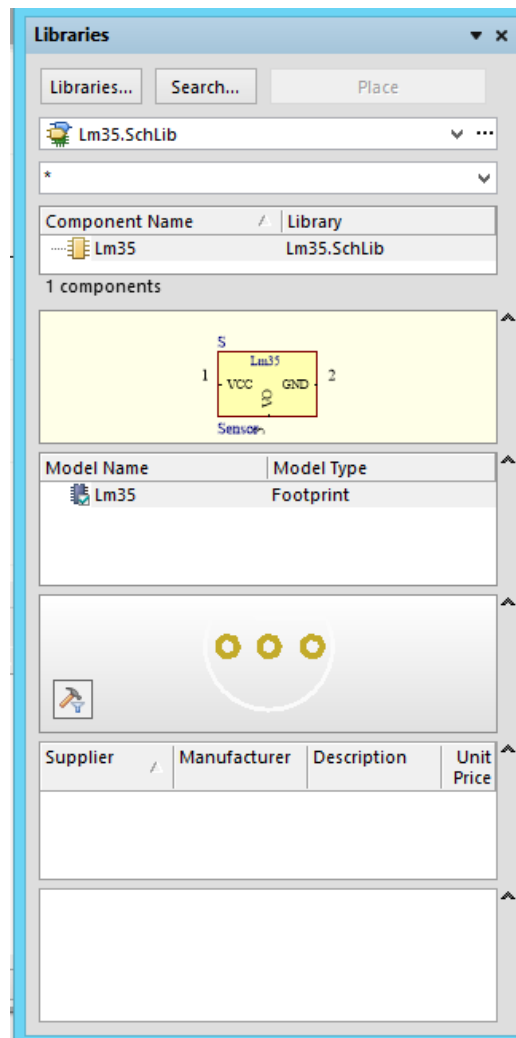 Libraries
Libraries... Search... Place
Lm35.SchLib ...
*
Component Name Library
Lm35 Lm35.SchLib
1 components
S
Lm35
1 VCC GND 2
Sensor
Model Name Model Type
Lm35 Footprint
Supplier Manufacturer Description Unit
Price